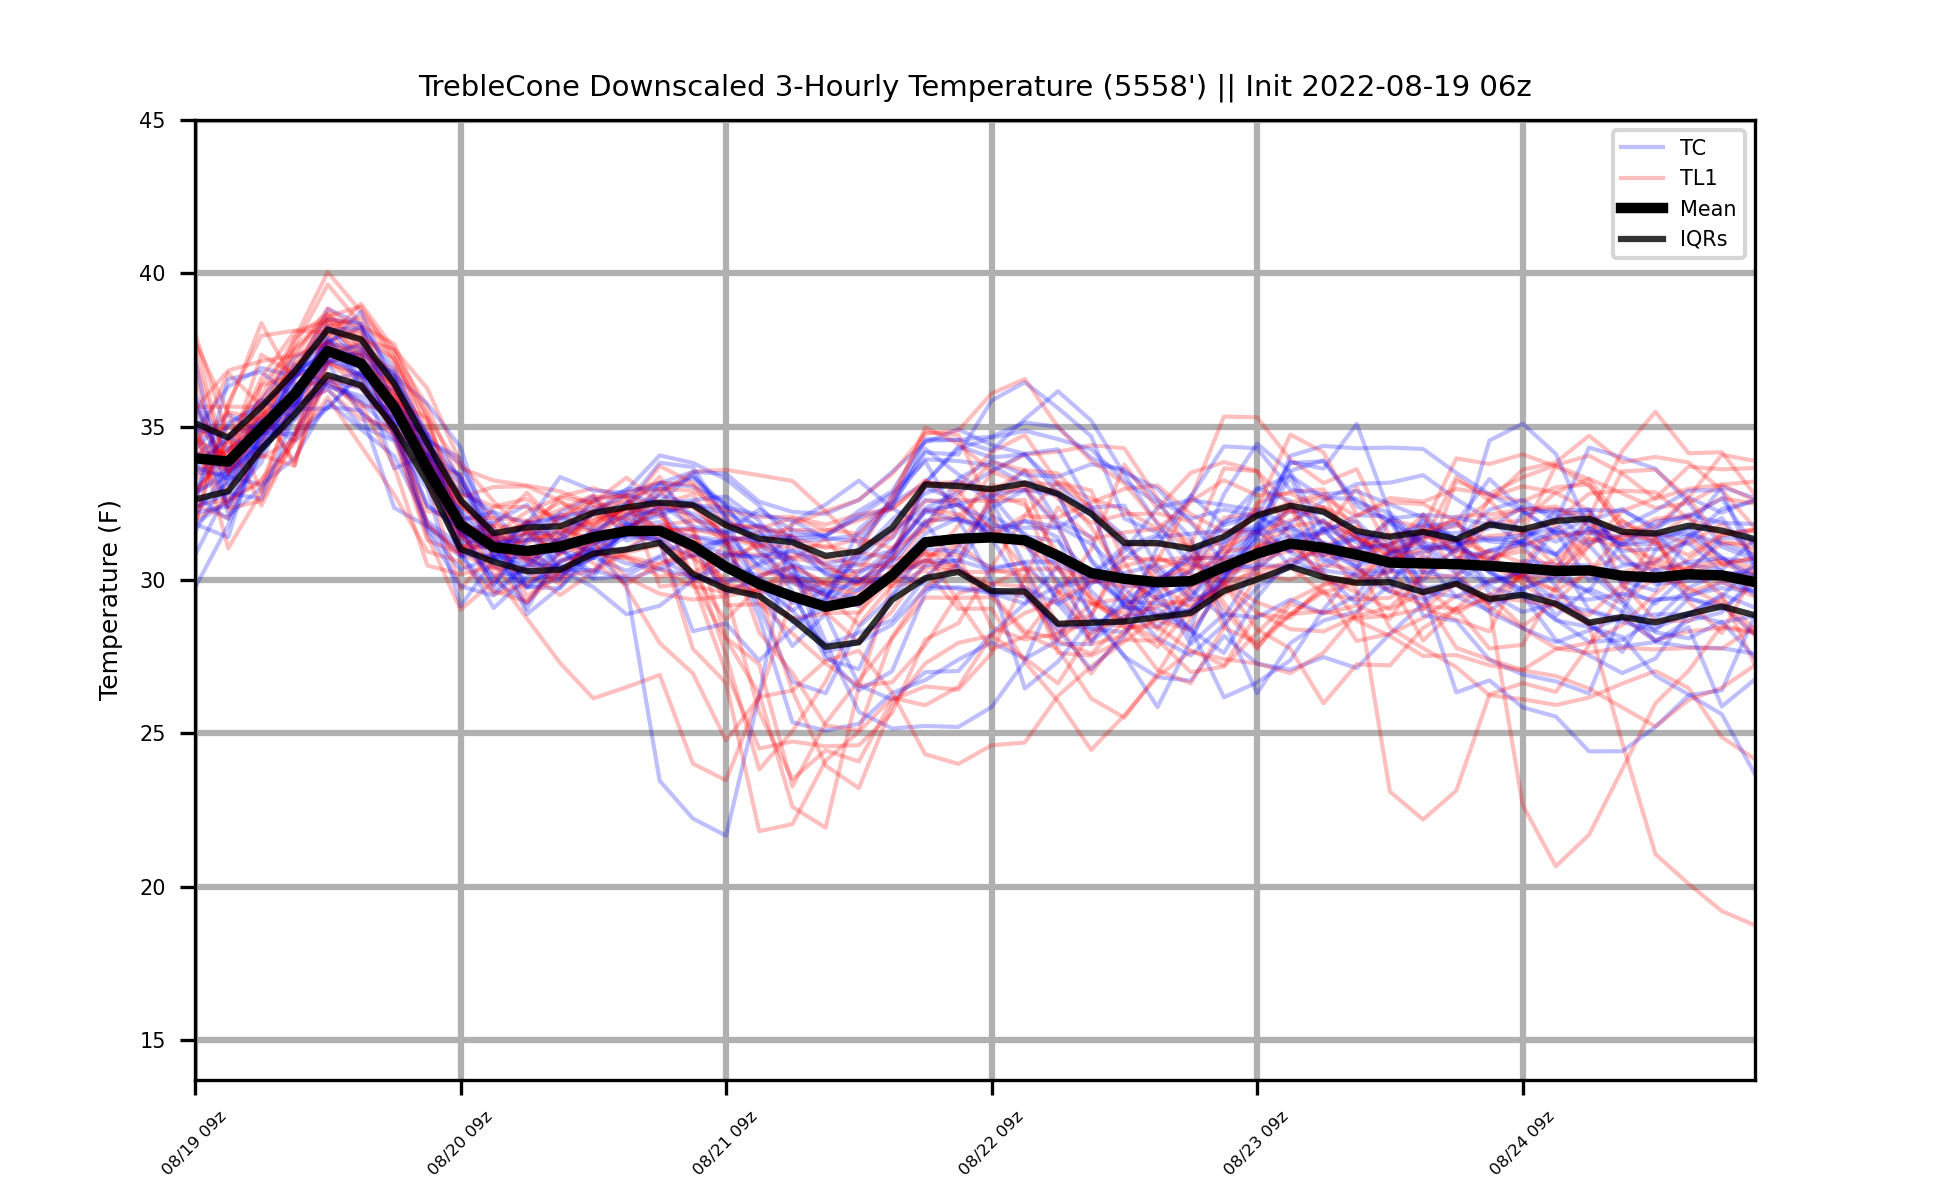 TrebleCone Downscaled 3-Hourly Temperature (5558') || Init 2022-08-19 06z
TC
TL1
Mean
IQRs
Temperature (F)
45
40
35
30
25
20
15
08/19 09z
08/20 09z
08/21 09z
08/22 09z
08/23 09z
08/24 09z